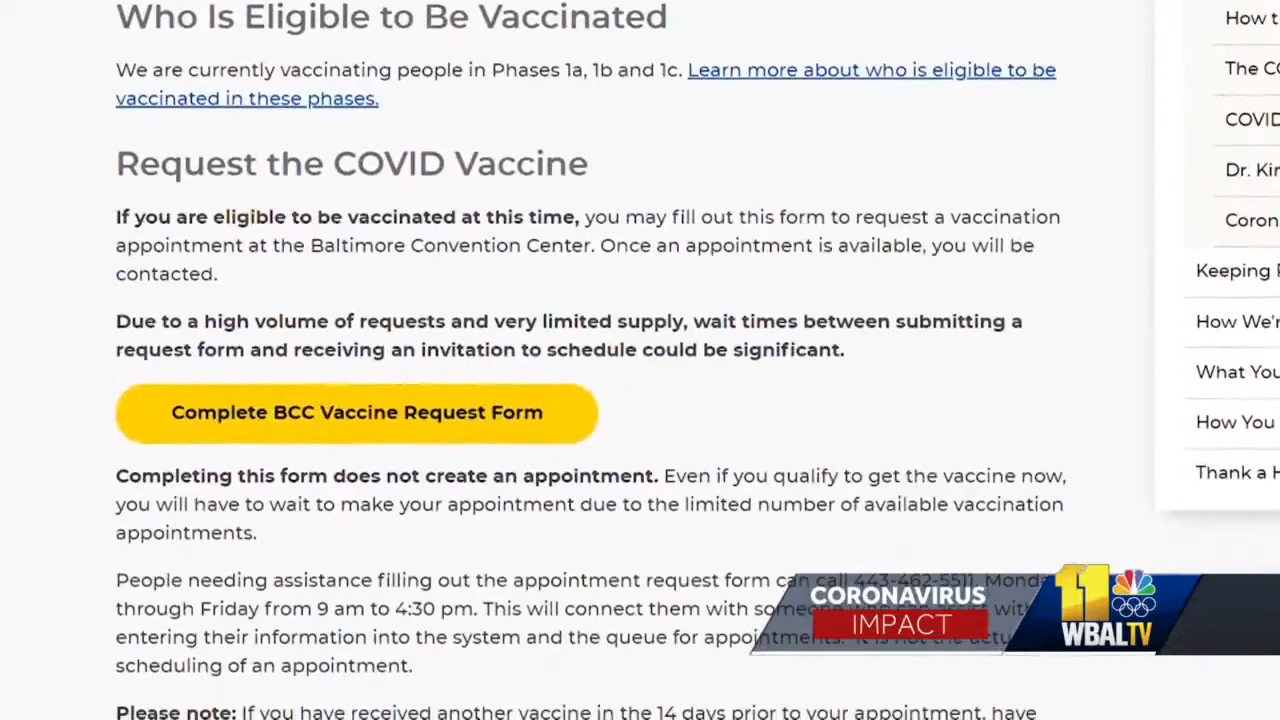 Who Is Eligible to Be Vaccinated
We are currently vaccinating people in Phases 1a, 1b and 1c. Learn more about who is eligible to be
vaccinated in these phases.
Request the COVID Vaccine
If you are eligible to be vaccinated at this time, you may fill out this form to request a vaccination
appointment at the Baltimore Convention Center. Once an appointment is available, you will be
contacted.
Due to a high volume of requests and very limited supply, wait times between submitting a
request form and receiving an invitation to schedule could be significant.
Complete BCC Vaccine Request Form
Completing this form does not create an appointment. Even if you qualify to get the vaccine now,
you will have to wait to make your appointment due to the limited number of available vaccination
appointments.
People needing assistance filling out the appointment request form can call 443-462-5511, Monda
through Friday from 9 am to 4:30 pm. This will connect them with someone who can assist with
entering their information into the system and the queue for appointments. It is not the actu
scheduling of an appointment.
Please note: If you have received another vaccine in the 14 days prior to your appointment, have
How t
The CO
COVID
Dr. Kir
Coron
Keeping
How We'r
What You
How You
Thank a H
CORONAVIRUS
IMPACT
11
WBALTV